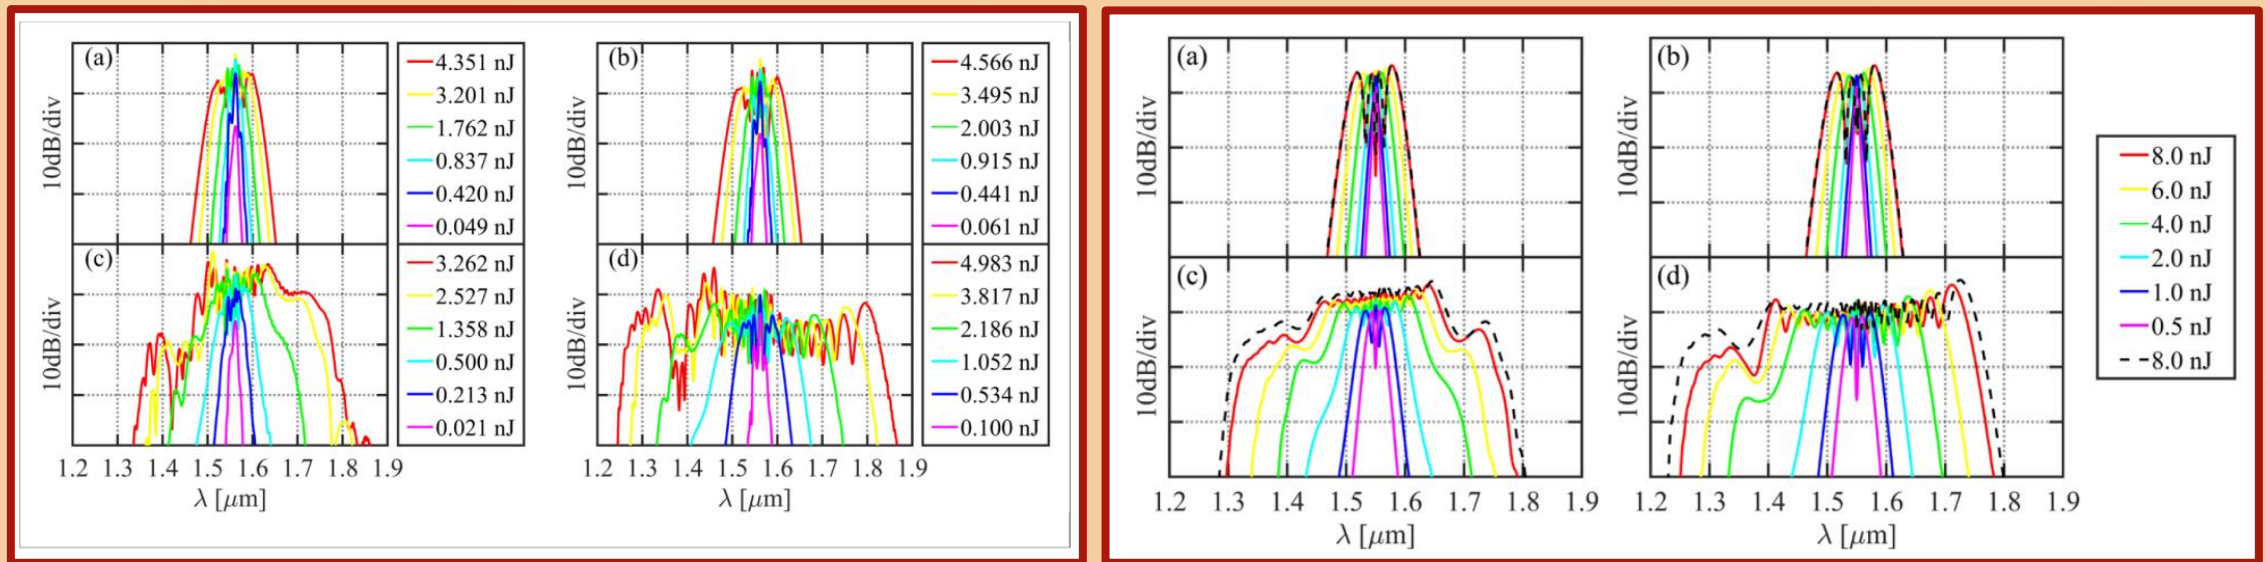 (a)
10dB/div
4.351 nJ
3.201 nJ
1.762 nJ
0.837 nJ
0.420 nJ
0.049 nJ
(b)
10dB/div
4.566 nJ
3.495 nJ
2.003 nJ
0.915 nJ
0.441 nJ
0.061 nJ
(c)
10dB/div
3.262 nJ
2.527 nJ
1.358 nJ
0.500 nJ
0.213 nJ
0.021 nJ
1.2 1.3 1.4 1.5 1.6 1.7 1.8 1.9
λ [μm]
(d)
10dB/div
4.983 nJ
3.817 nJ
2.186 nJ
1.052 nJ
0.534 nJ
0.100 nJ
1.2 1.3 1.4 1.5 1.6 1.7 1.8 1.9
λ [μm]
(a)
10dB/div
(b)
10dB/div
(c)
10dB/div
1.2 1.3 1.4 1.5 1.6 1.7 1.8 1.9
λ [μm]
(d)
10dB/div
1.2 1.3 1.4 1.5 1.6 1.7 1.8 1.9
λ [μm]
8.0 nJ
6.0 nJ
4.0 nJ
2.0 nJ
1.0 nJ
0.5 nJ
8.0 nJ